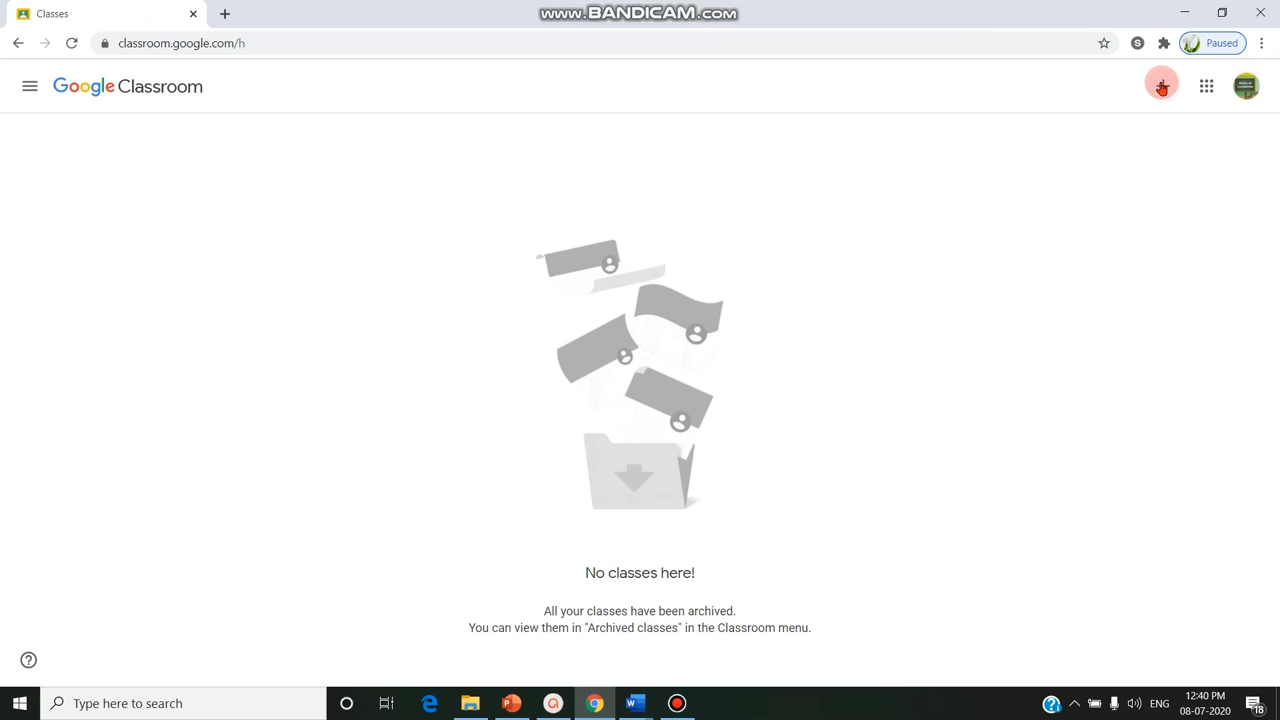 Classes
www.BANDICAM.com
classroom.google.com/h
S
Paused
Google Classroom
No classes here!
All your classes have been archived.
You can view them in "Archived classes" in the Classroom menu.
Type here to search
ENG
12:40 PM
08-07-2020
18